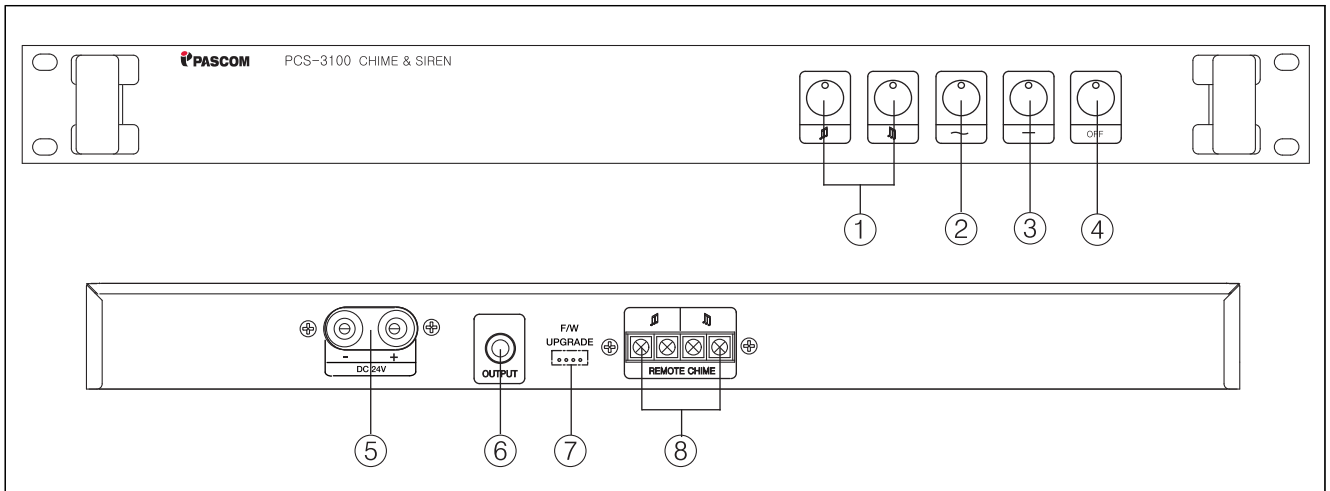 PASCOM PCS-3100 CHIME & SIREN
~ — OFF
① ② ③ ④
- +
DC 24V
OUTPUT
F/W
UPGRADE
REMOTE CHIME
⑤ ⑥ ⑦ ⑧